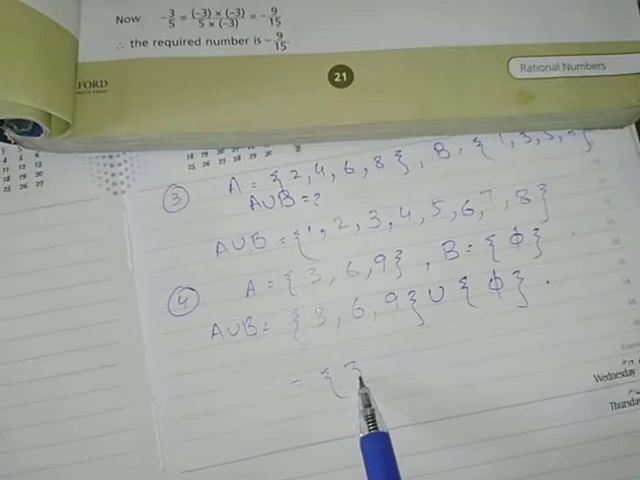 Now -3/5 = (-3) × (-3) / 5 × (-3) = -9/15
∴ the required number is -9/15.
21
Rational Numbers
3 A = {2, 4, 6, 8}, B = {1, 3, 5, 7}
A∪B = ?
A∪B = {1, 2, 3, 4, 5, 6, 7, 8}
4 A = {3, 6, 9}, B = {ϕ}
A∪B = {3, 6, 9} ∪ {ϕ}.
= {3
Wednesday
Thursday